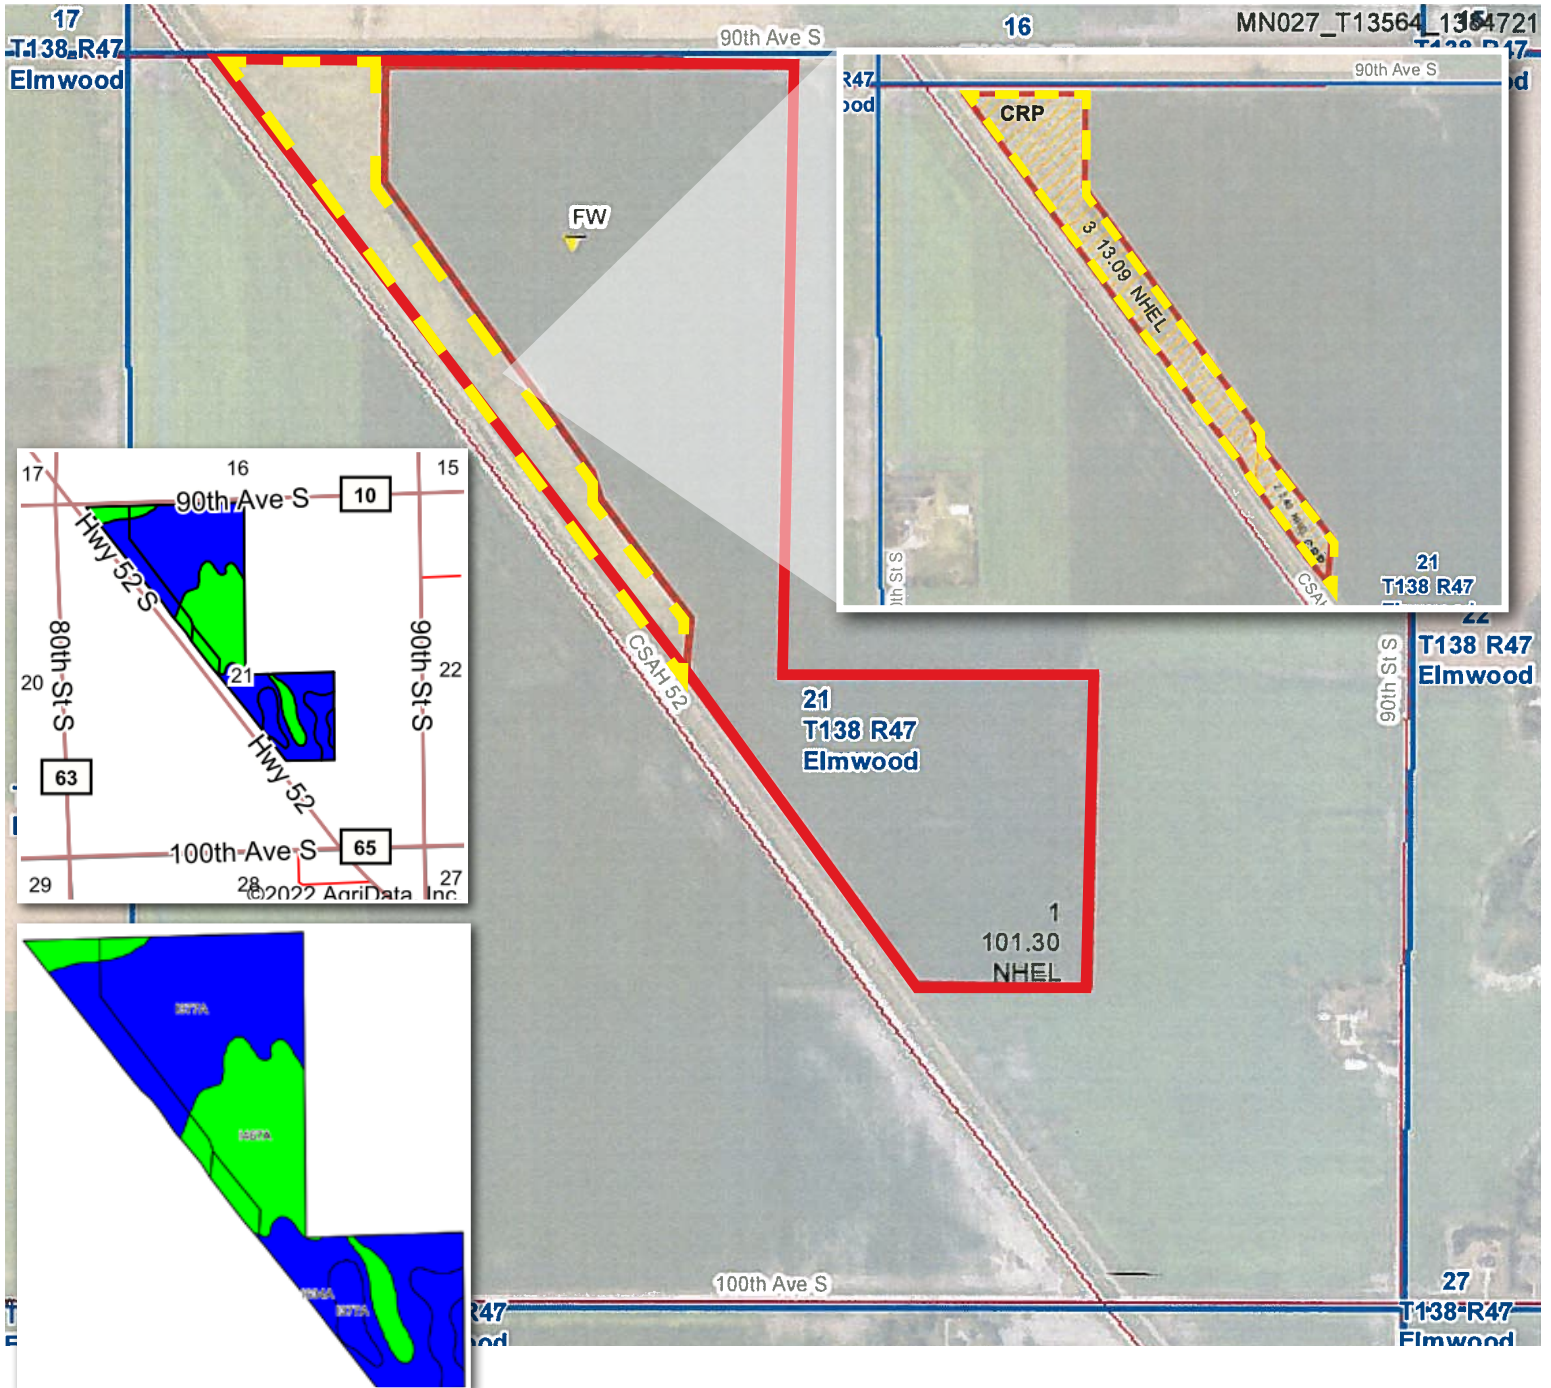 17
T138 R47
Elmwood
90th Ave S
16
MN027_T13564_1384721
FW
R47
90th Ave S
CRP
3 13.09 NHEL
CRP
21
T138 R47
CSAH 52
21
T138 R47
Elmwood
22
T138 R47
Elmwood
90th St S
1
101.30
NHEL
100th Ave S
27
T138 R47
Elmwood
R47
17
16
15
90th Ave S
10
Hwy 52 S
80th St S
90th St S
20
21
22
63
Hwy 52
100th Ave S
65
29
28
27
©2022 AgriData, Inc.